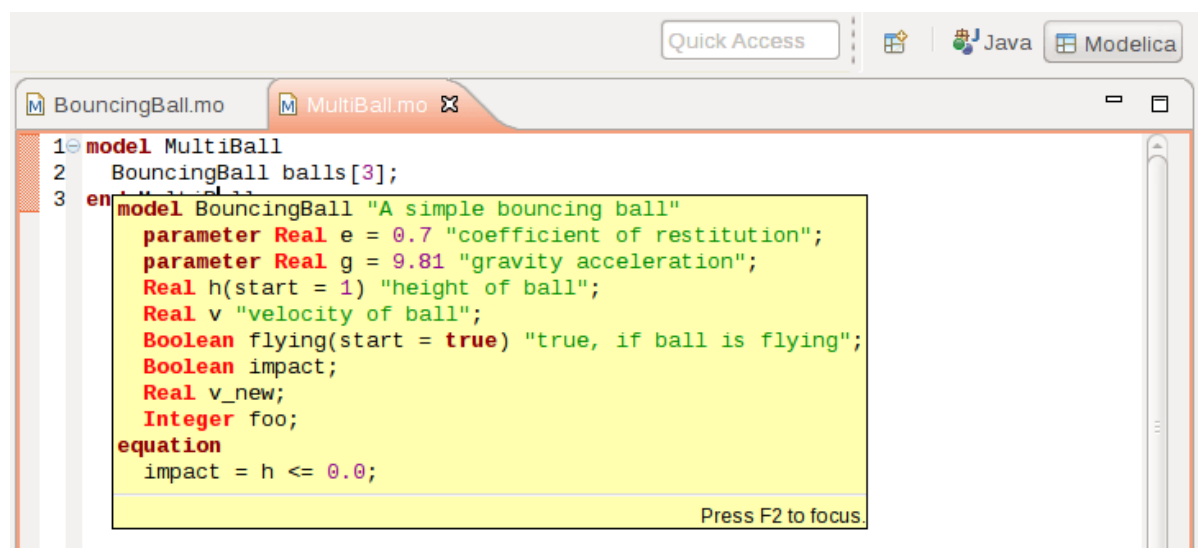 Quick Access Java Modelica
BouncingBall.mo MultiBall.mo
1 model MultiBall
2 BouncingBall balls[3];
3 en
model BouncingBall "A simple bouncing ball"
parameter Real e = 0.7 "coefficient of restitution";
parameter Real g = 9.81 "gravity acceleration";
Real h(start = 1) "height of ball";
Real v "velocity of ball";
Boolean flying(start = true) "true, if ball is flying";
Boolean impact;
Real v_new;
Integer foo;
equation
impact = h <= 0.0;
Press F2 to focus.